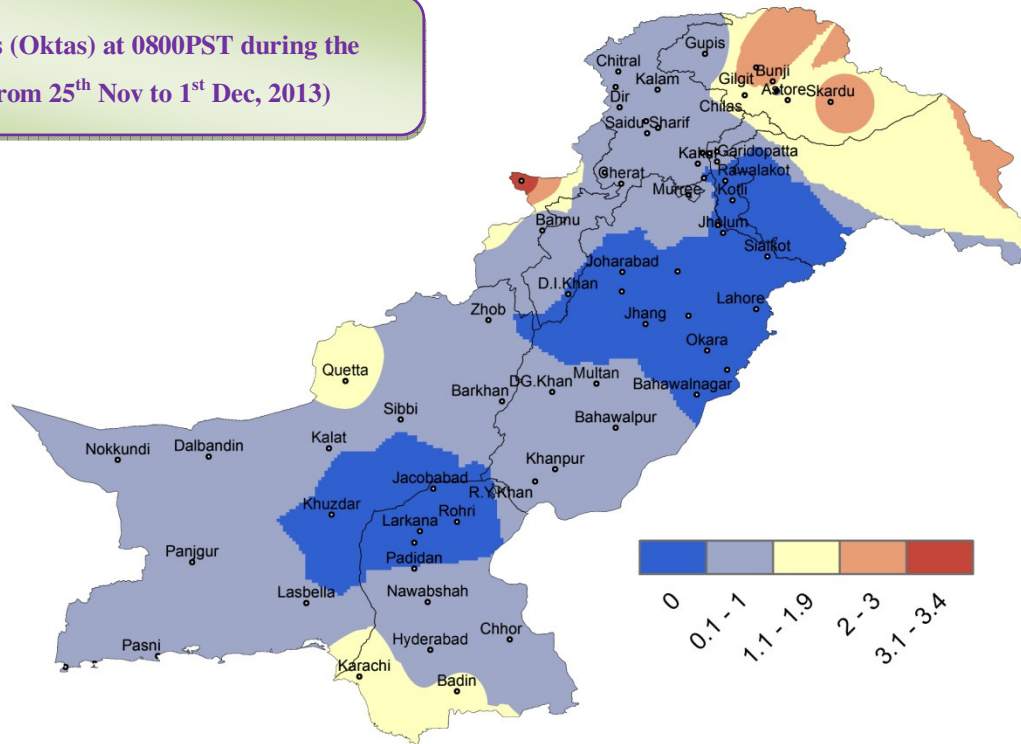 (Oktas) at 0800PST during the
from 25th Nov to 1st Dec, 2013)
Gupis
Chitral
Kalam
Gilgit
Bunji
Astore
Skardu
Dir
Chilas
Saidu Sharif
Garidopatta
Rawalakot
Cherat
Murree
Kotli
Bannu
Jhalum
Sialkot
Joharabad
D.I.Khan
Zhob
Lahore
Jhang
Okara
Quetta
Multan
DG.Khan
Bahawalnagar
Barkhan
Sibbi
Bahawalpur
Kalat
Nokkundi
Dalbandin
Khanpur
Jacobabad
R.Y.Khan
Khuzdar
Rohri
Larkana
Panjgur
Padidan
Lasbella
Nawabshah
Chhor
Pasni
Hyderabad
Karachi
Badin
0
0.1 - 1
1.1 - 1.9
2 - 3
3.1 - 3.4